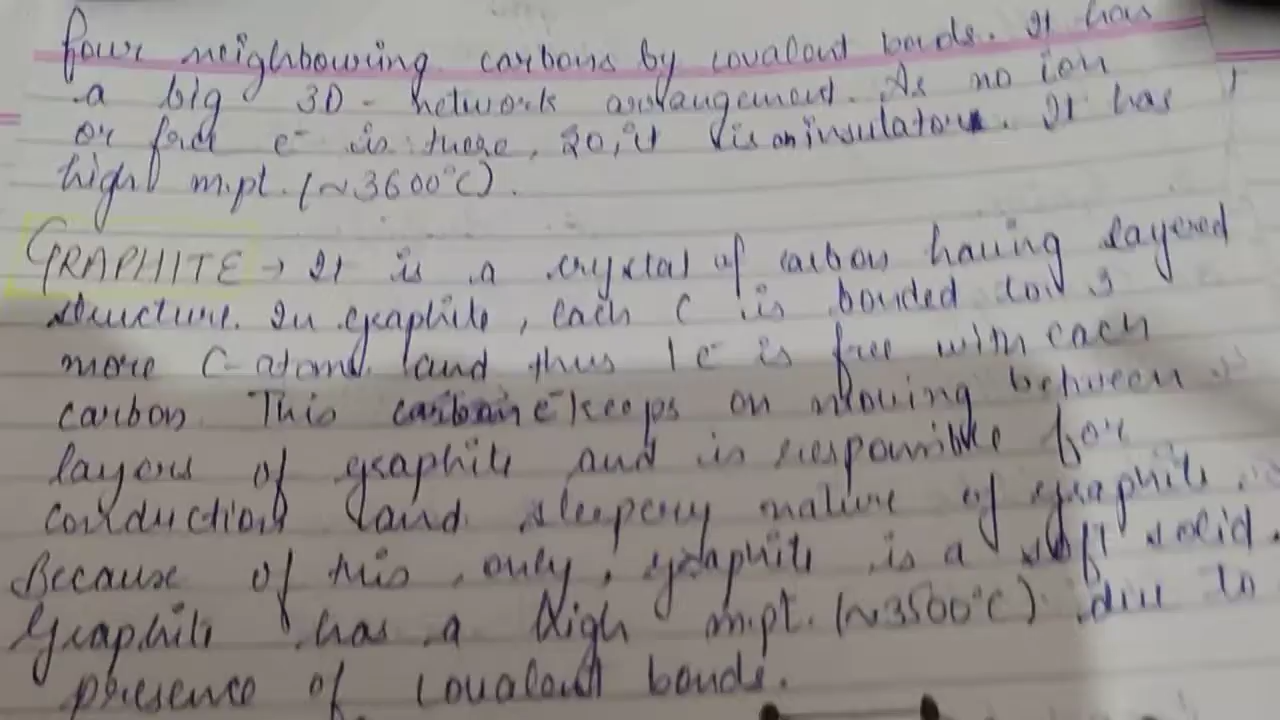 four neighbouring carbons by covalent bonds. It has
a big 3D - network arrangement. As no ion
or e⁻ is there, so, it is an insulator. It has
high m.pt. (~3600°C).
GRAPHITE → It is a crystal of carbon having layered
structure. In graphite, each C is bonded to 3
more C-atoms and thus 1 e⁻ is free with each
carbon. This e⁻ keeps on moving between
layers of graphite and is responsible for
conduction and sleepery nature of graphite.
Because of this only, graphite is a soft solid.
Graphite has a high m.pt. (~3500°C) due to
presence of covalent bonds.